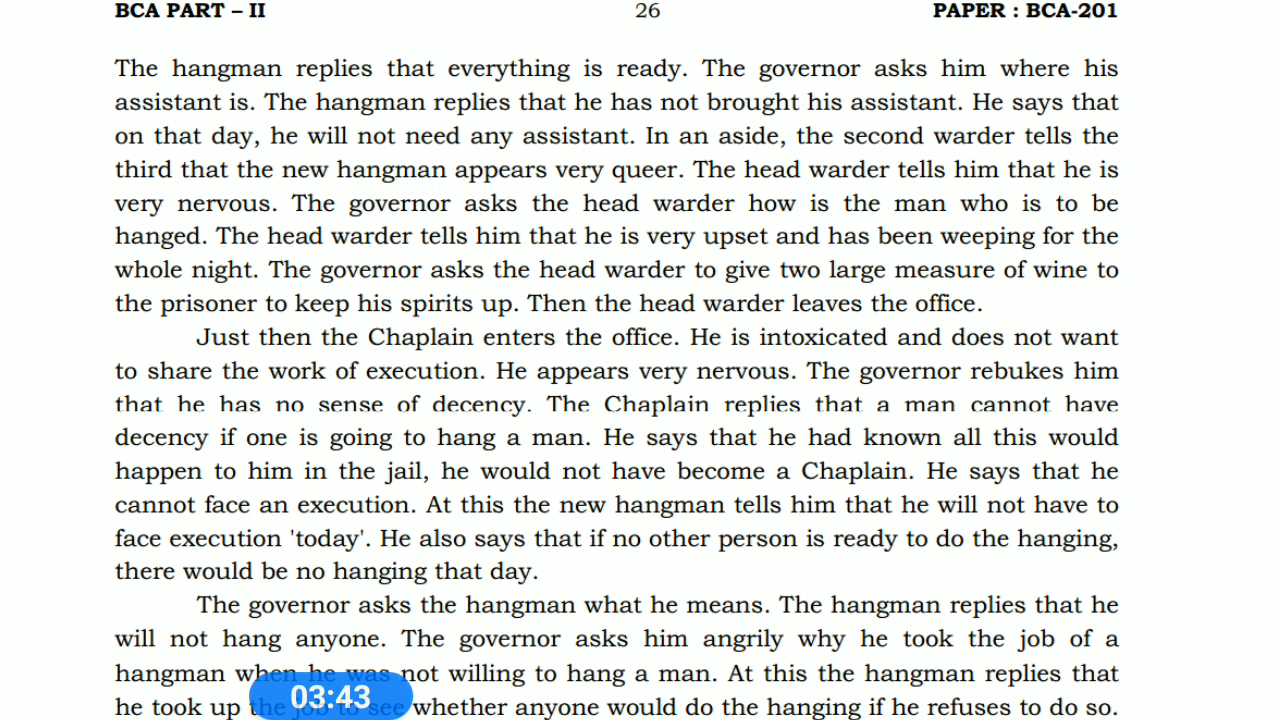 BCA PART – II 26 PAPER : BCA-201
The hangman replies that everything is ready. The governor asks him where his
assistant is. The hangman replies that he has not brought his assistant. He says that
on that day, he will not need any assistant. In an aside, the second warder tells the
third that the new hangman appears very queer. The head warder tells him that he is
very nervous. The governor asks the head warder how is the man who is to be
hanged. The head warder tells him that he is very upset and has been weeping for the
whole night. The governor asks the head warder to give two large measure of wine to
the prisoner to keep his spirits up. Then the head warder leaves the office.
Just then the Chaplain enters the office. He is intoxicated and does not want
to share the work of execution. He appears very nervous. The governor rebukes him
that he has no sense of decency. The Chaplain replies that a man cannot have
decency if one is going to hang a man. He says that he had known all this would
happen to him in the jail, he would not have become a Chaplain. He says that he
cannot face an execution. At this the new hangman tells him that he will not have to
face execution 'today'. He also says that if no other person is ready to do the hanging,
there would be no hanging that day.
The governor asks the hangman what he means. The hangman replies that he
will not hang anyone. The governor asks him angrily why he took the job of a
hangman when he was not willing to hang a man. At this the hangman replies that
he took up the job to see whether anyone would do the hanging if he refuses to do so.
03:43